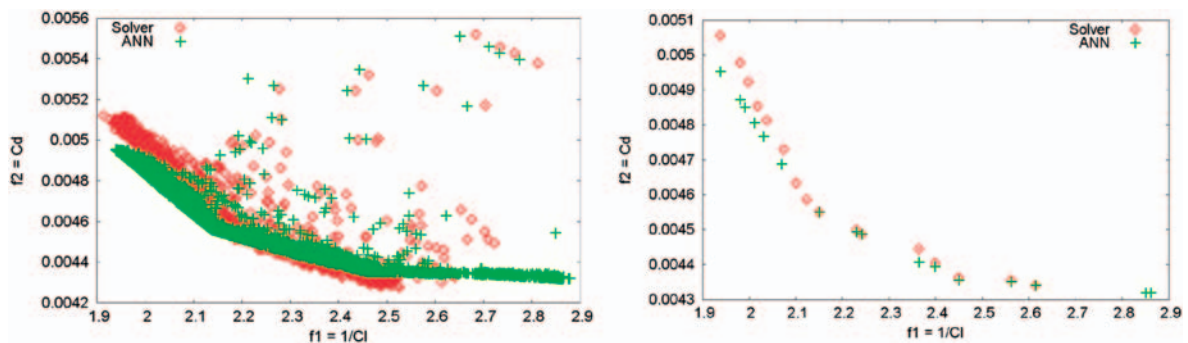 0.0056
0.0054
0.0052
0.005
0.0048
0.0046
0.0044
0.0042
f2 = Cd
Solver
ANN
1.9 2 2.1 2.2 2.3 2.4 2.5 2.6 2.7 2.8 2.9
f1 = 1/Cl
0.0051
0.005
0.0049
0.0048
0.0047
0.0046
0.0045
0.0044
0.0043
f2 = Cd
Solver
ANN
1.9 2 2.1 2.2 2.3 2.4 2.5 2.6 2.7 2.8 2.9
f1 = 1/Cl